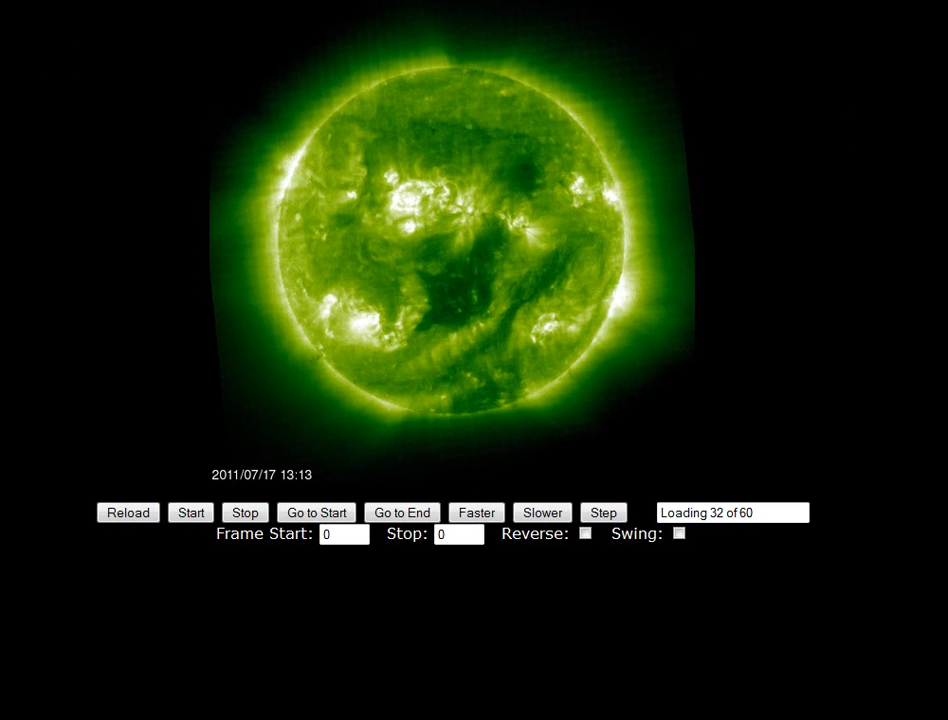 2011/07/17 13:13
Reload Start Stop Go to Start Go to End Faster Slower Step Loading 32 of 60
Frame Start: 0 Stop: 0 Reverse: Swing: